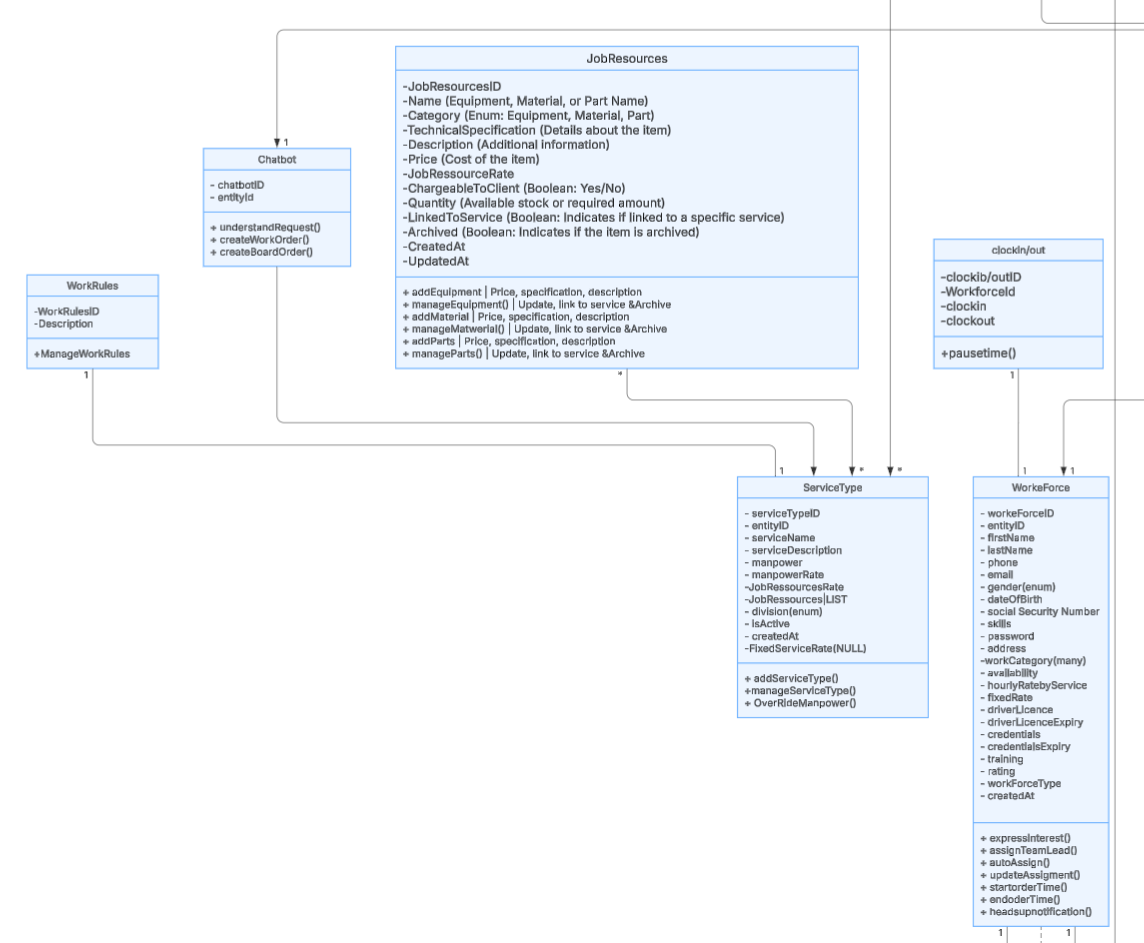 JobResources
-JobResourcesID
-Name (Equipment, Material, or Part Name)
-Category (Enum: Equipment, Material, Part)
-TechnicalSpecification (Details about the item)
-Description (Additional information)
-Price (Cost of the item)
-JobRessourceRate
-ChargeableToClient (Boolean: Yes/No)
-Quantity (Available stock or required amount)
-LinkedToService (Boolean: Indicates if linked to a specific service)
-Archived (Boolean: Indicates if the item is archived)
-CreatedAt
-UpdatedAt
+ addEquipment | Price, specification, description
+ manageEquipment() | Update, link to service &Archive
+ addMaterial | Price, specification, description
+ manageMatwerial() | Update, link to service &Archive
+ addParts | Price, specification, description
+ manageParts() | Update, link to service &Archive
*
1
Chatbot
- chatbotID
- entityId
+ understandRequest()
+ createWorkOrder()
+ createBoardOrder()
WorkRules
-WorkRulesID
-Description
+ManageWorkRules
1
clockin/out
-clockib/outID
-WorkforceId
-clockin
-clockout
+pausetime()
1
1
*
*
ServiceType
- serviceTypeID
- entityID
- serviceName
- serviceDescription
- manpower
- manpowerRate
-JobRessourcesRate
-JobRessources|LIST
- division(enum)
- isActive
- createdAt
-FixedServiceRate(NULL)
+ addServiceType()
+manageServiceType()
+ OverRideManpower()
1
1
WorkeForce
- workeForceID
- entityID
- firstName
- lastName
- phone
- email
- gender(enum)
- dateOfBirth
- social Security Number
- skills
- password
- address
-workCategory(many)
- availability
- hourlyRatebyService
- fixedRate
- driverLicence
- driverLicenceExpiry
- credentials
- credentialsExpiry
- training
- rating
- workForceType
- createdAt
+ expressInterest()
+ assignTeamLead()
+ autoAssign()
+ updateAssigment()
+ startorderTime()
+ endoderTime()
+ headsupnotification()
1
1